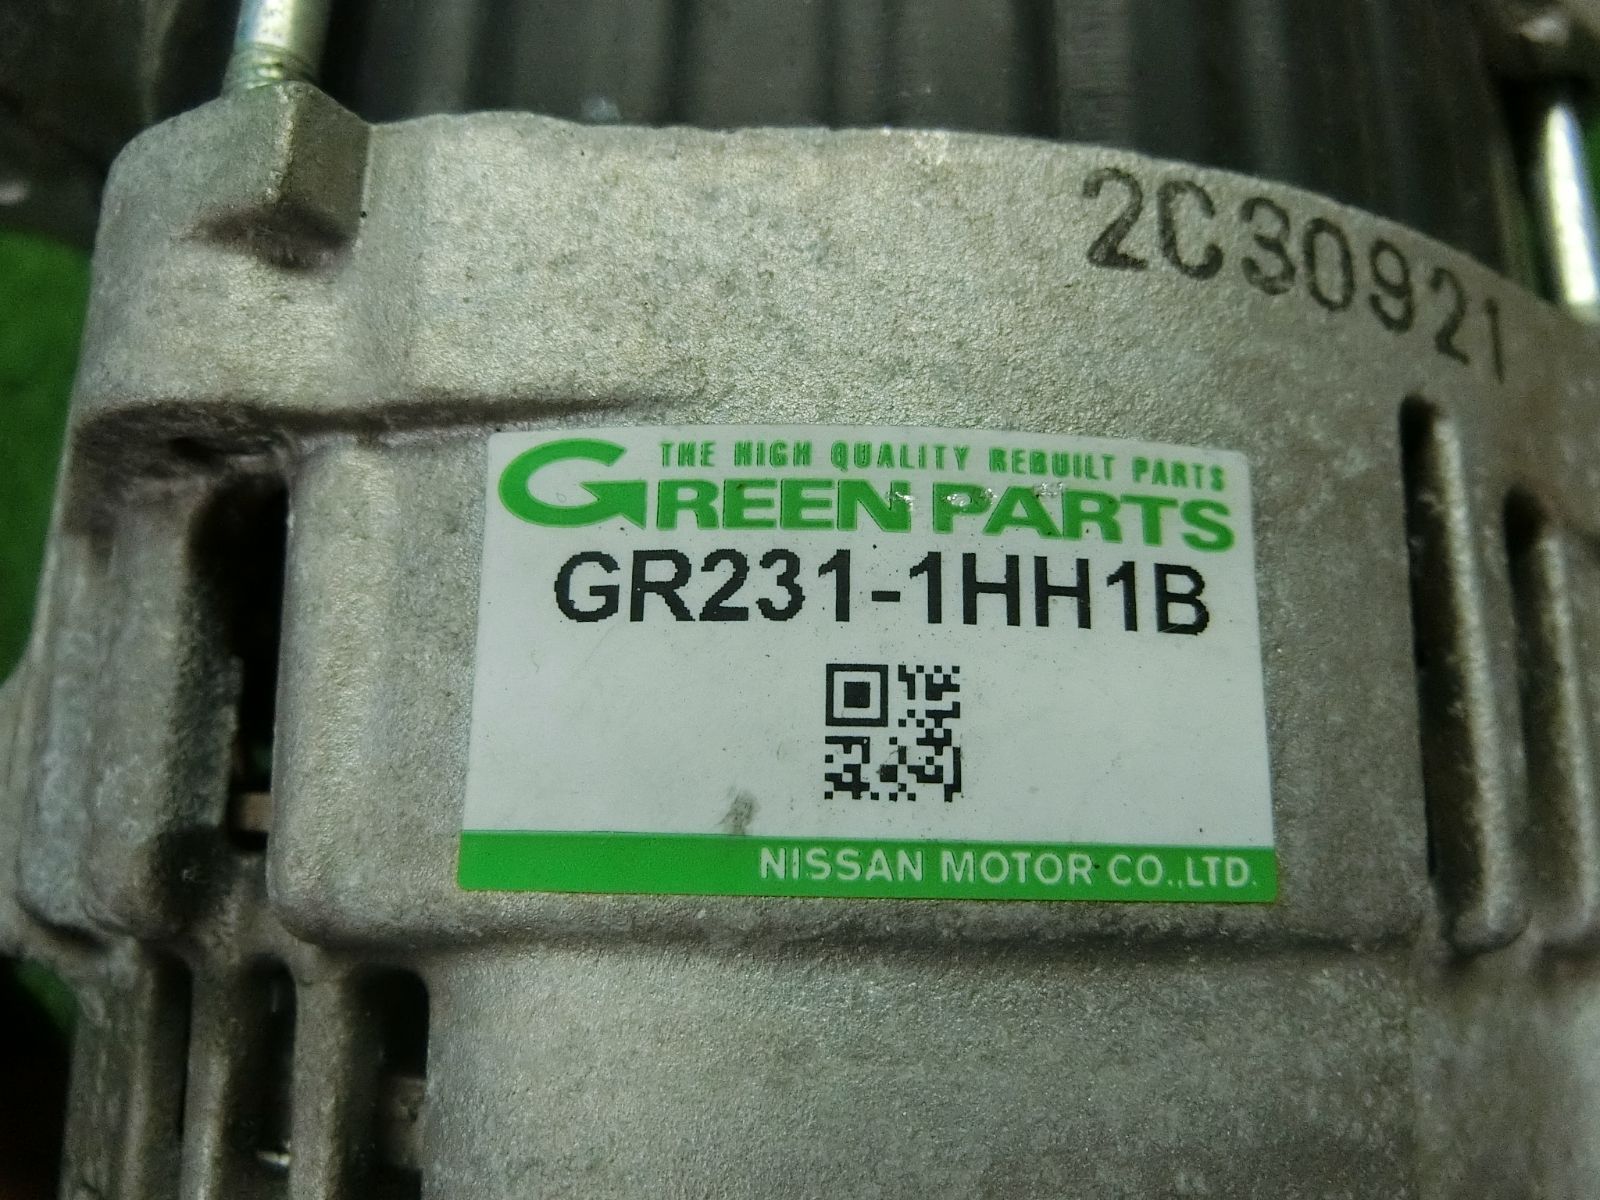 2C30921
THE HIGH QUALITY REBUILT PARTS
GREEN PARTS
GR231-1HH1B
NISSAN MOTOR CO.,LTD.